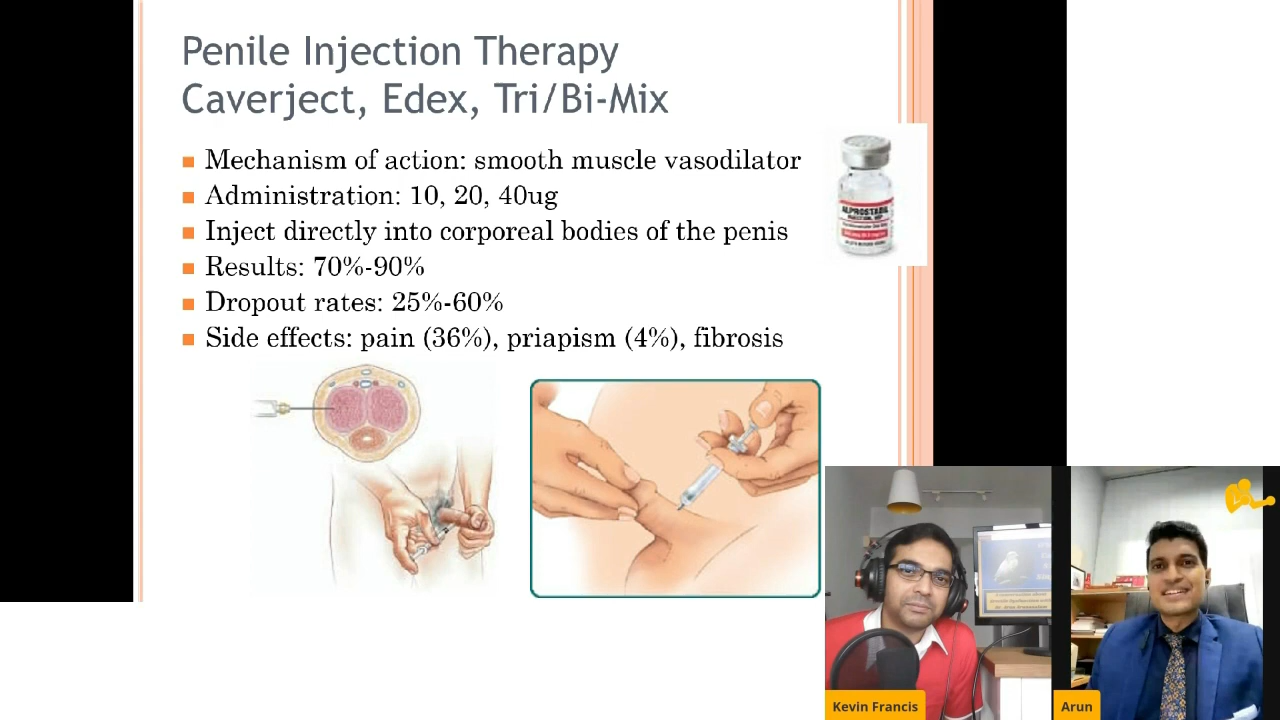 Penile Injection Therapy
Caverject, Edex, Tri/Bi-Mix
Mechanism of action: smooth muscle vasodilator
Administration: 10, 20, 40ug
Inject directly into corporeal bodies of the penis
Results: 70%-90%
Dropout rates: 25%-60%
Side effects: pain (36%), priapism (4%), fibrosis
ALPROSTADIL
Kevin Francis
Arun